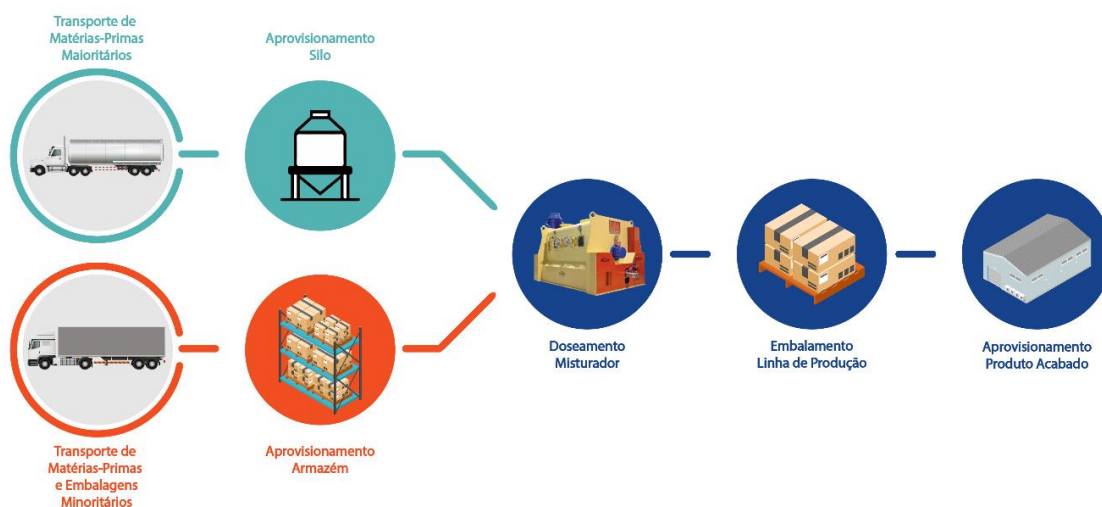 Transporte de
Matérias-Primas
Maioritários
Aprovisionamento
Silo
Doseamento
Misturador
Embalamento
Linha de Produção
Aprovisionamento
Produto Acabado
Transporte de
Matérias-Primas
e Embalagens
Minoritários
Aprovisionamento
Armazém